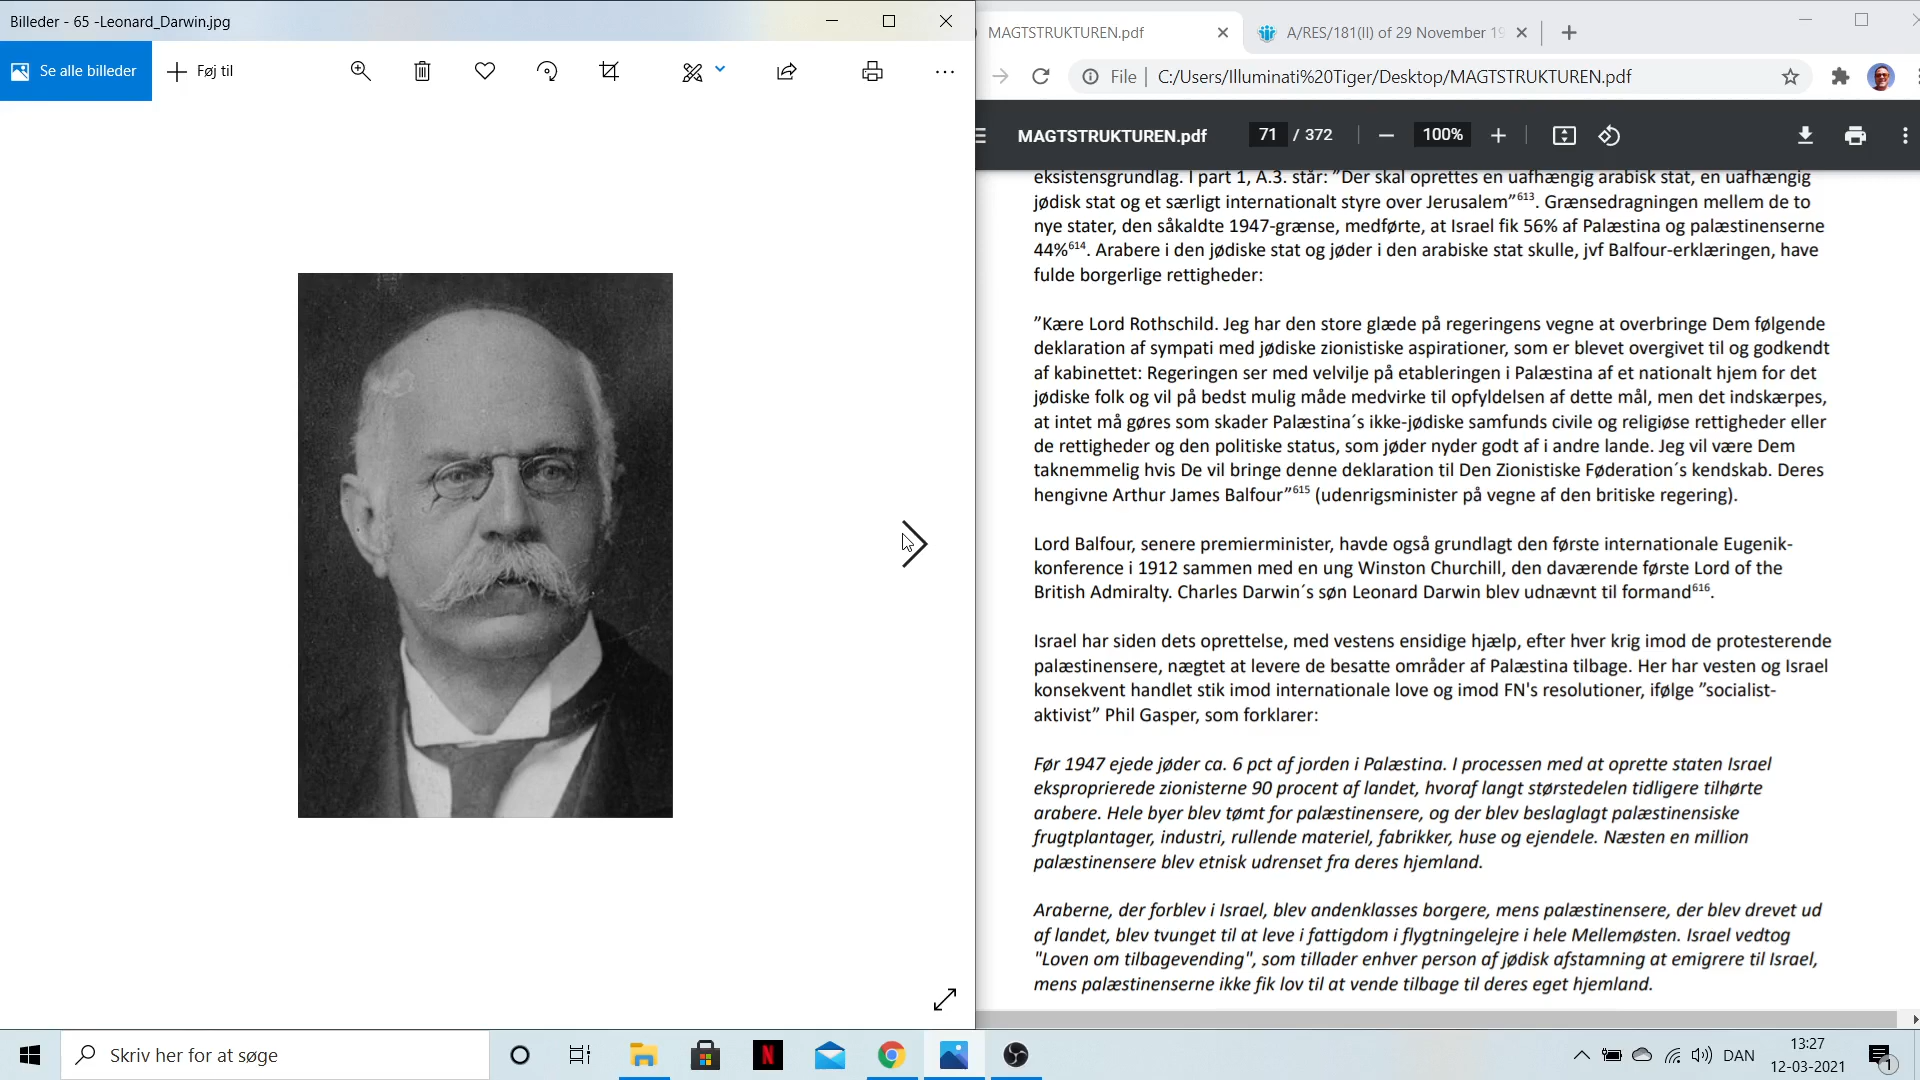 Billeder - 65 -Leonard_Darwin.jpg
Se alle billeder
Føj til
MAGTSTRUKTUREN.pdf
A/RES/181(II) of 29 November 19
File
C:/Users/Illuminati%20Tiger/Desktop/MAGTSTRUKTUREN.pdf
MAGTSTRUKTUREN.pdf
71 / 372
100%
eksistensgrundlag. I part 1, A.3. står: ”Der skal oprettes en uafhængig arabisk stat, en uafhængig
jødisk stat og et særligt internationalt styre over Jerusalem”613. Grænsedragningen mellem de to
nye stater, den såkaldte 1947-grænse, medførte, at Israel fik 56% af Palæstina og palæstinenserne
44%614. Arabere i den jødiske stat og jøder i den arabiske stat skulle, jvf Balfour-erklæringen, have
fulde borgerlige rettigheder:
”Kære Lord Rothschild. Jeg har den store glæde på regeringens vegne at overbringe Dem følgende
deklaration af sympati med jødiske zionistiske aspirationer, som er blevet overgivet til og godkendt
af kabinettet: Regeringen ser med velvilje på etableringen i Palæstina af et nationalt hjem for det
jødiske folk og vil på bedst mulig måde medvirke til opfyldelsen af dette mål, men det indskærpes,
at intet må gøres som skader Palæstina´s ikke-jødiske samfunds civile og religiøse rettigheder eller
de rettigheder og den politiske status, som jøder nyder godt af i andre lande. Jeg vil være Dem
taknemmelig hvis De vil bringe denne deklaration til Den Zionistiske Føderation´s kendskab. Deres
hengivne Arthur James Balfour”615 (udenrigsminister på vegne af den britiske regering).
Lord Balfour, senere premierminister, havde også grundlagt den første internationale Eugenik-
konference i 1912 sammen med en ung Winston Churchill, den daværende første Lord of the
British Admiralty. Charles Darwin´s søn Leonard Darwin blev udnævnt til formand616.
Israel har siden dets oprettelse, med vestens ensidige hjælp, efter hver krig imod de protesterende
palæstinensere, nægtet at levere de besatte områder af Palæstina tilbage. Her har vesten og Israel
konsekvent handlet stik imod internationale love og imod FN's resolutioner, ifølge ”socialist-
aktivist” Phil Gasper, som forklarer:
Før 1947 ejede jøder ca. 6 pct af jorden i Palæstina. I processen med at oprette staten Israel
eksproprierede zionisterne 90 procent af landet, hvoraf langt størstedelen tidligere tilhørte
arabere. Hele byer blev tømt for palæstinensere, og der blev beslaglagt palæstinensiske
frugtplantager, industri, rullende materiel, fabrikker, huse og ejendele. Næsten en million
palæstinensere blev etnisk udrenset fra deres hjemland.
Araberne, der forblev i Israel, blev andenklasses borgere, mens palæstinensere, der blev drevet ud
af landet, blev tvunget til at leve i fattigdom i flygtningelejre i hele Mellemøsten. Israel vedtog
"Loven om tilbagevending", som tillader enhver person af jødisk afstamning at emigrere til Israel,
mens palæstinenserne ikke fik lov til at vende tilbage til deres eget hjemland.
Skriv her for at søge
N
DAN
13:27
12-03-2021
1